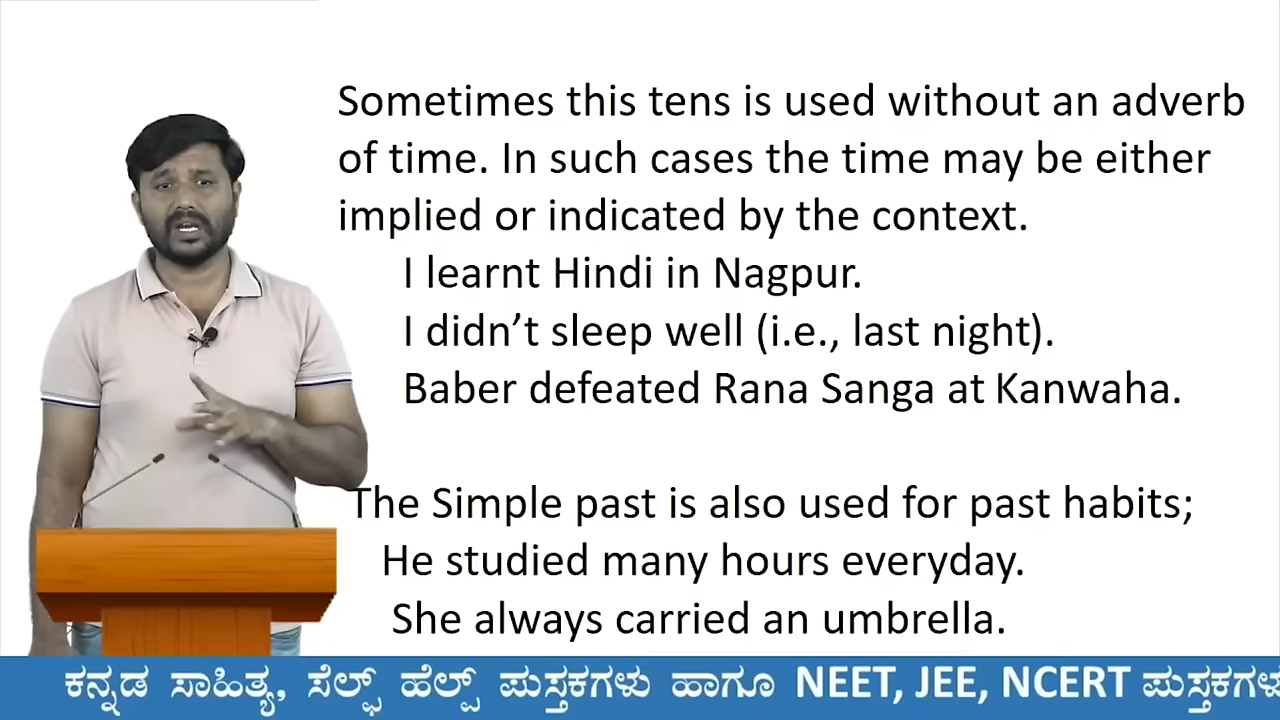 Sometimes this tens is used without an adverb
of time. In such cases the time may be either
implied or indicated by the context.
I learnt Hindi in Nagpur.
I didn’t sleep well (i.e., last night).
Baber defeated Rana Sanga at Kanwaha.
The Simple past is also used for past habits;
He studied many hours everyday.
She always carried an umbrella.
ಕನ್ನಡ ಸಾಹಿತ್ಯ, ಸೆಲ್ಫ್ ಹೆಲ್ಪ್ ಪುಸ್ತಕಗಳು ಹಾಗೂ NEET, JEE, NCERT ಪುಸ್ತಕಗಳು